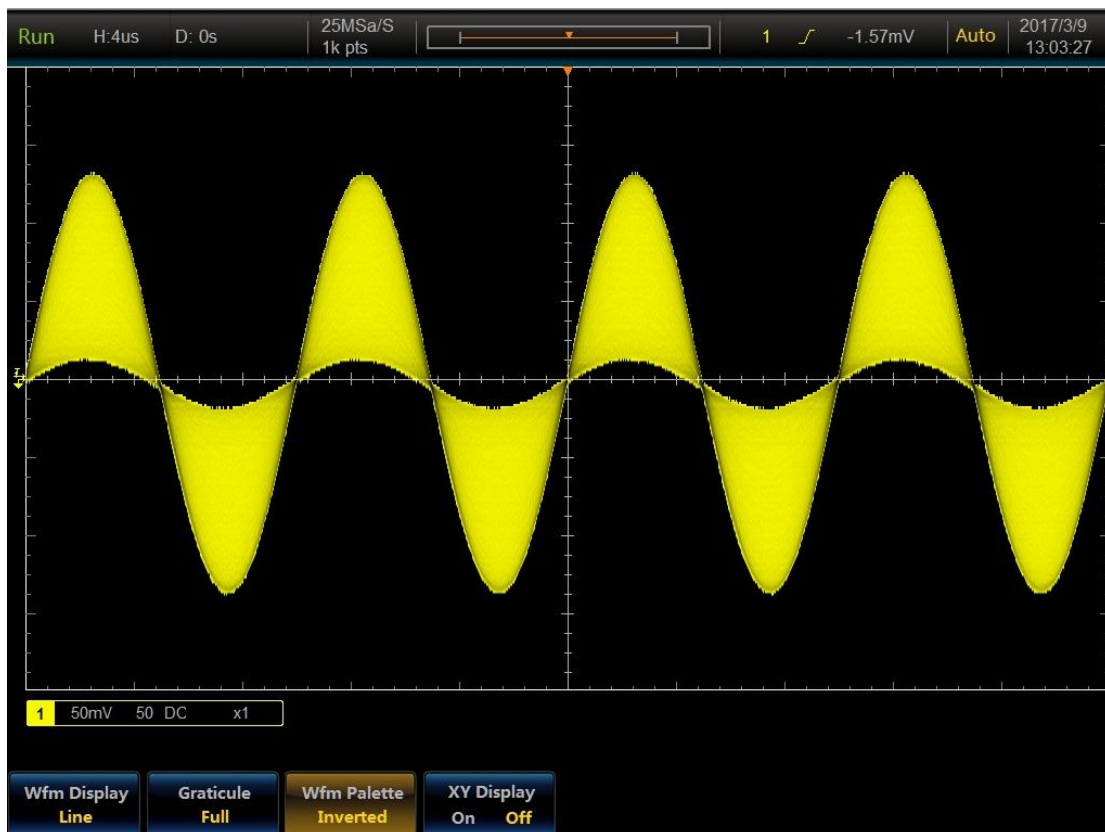 Run H:4us D: 0s 25MSa/S 1 -1.57mV Auto 2017/3/9
1k pts 13:03:27
T
1 50mV 50 DC x1
Wfm Display Graticule Wfm Palette XY Display
Line Full Inverted On Off